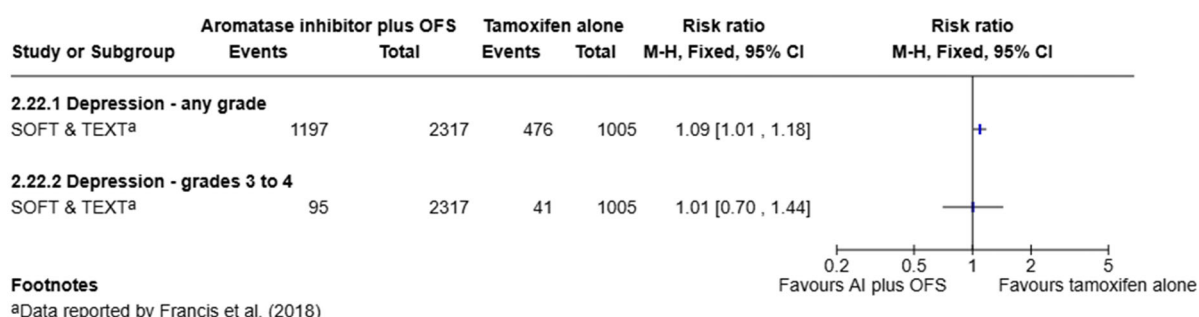 Aromatase inhibitor plus OFS Tamoxifen alone Risk ratio Risk ratio
Study or Subgroup Events Total Events Total M-H, Fixed, 95% CI M-H, Fixed, 95% CI
2.22.1 Depression - any grade
SOFT & TEXTa 1197 2317 476 1005 1.09 [1.01 , 1.18]
2.22.2 Depression - grades 3 to 4
SOFT & TEXTa 95 2317 41 1005 1.01 [0.70 , 1.44]
0.2 0.5 1 2 5
Footnotes Favours AI plus OFS Favours tamoxifen alone
aData reported by Francis et al. (2018)